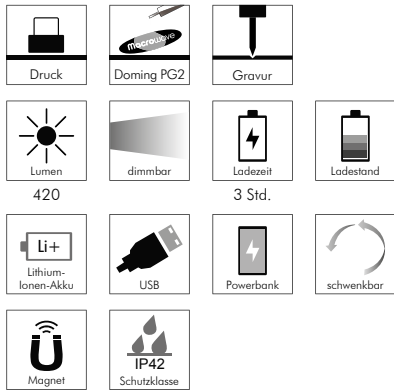 macrowave
Druck
Doming PG2
Gravur
Lumen
dimmbar
Ladezeit
Ladestand
420
3 Std.
Li+
Lithium-
Ionen-Akku
USB
Powerbank
schwenkbar
IP42
Magnet
Schutzklasse